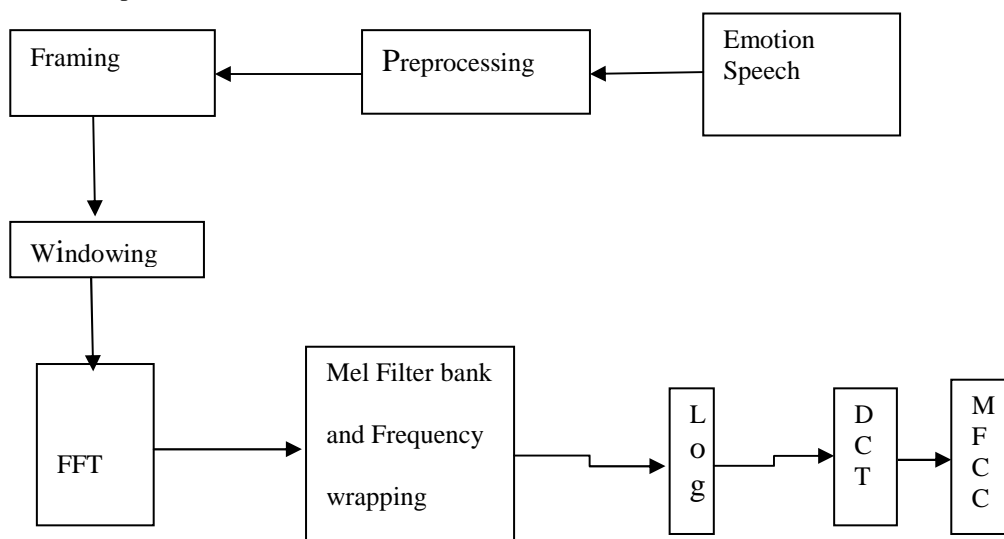 Emotion
Speech
Preprocessing
Framing
Windowing
FFT
Mel Filter bank
and Frequency
wrapping
L
o
g
D
C
T
M
F
C
C